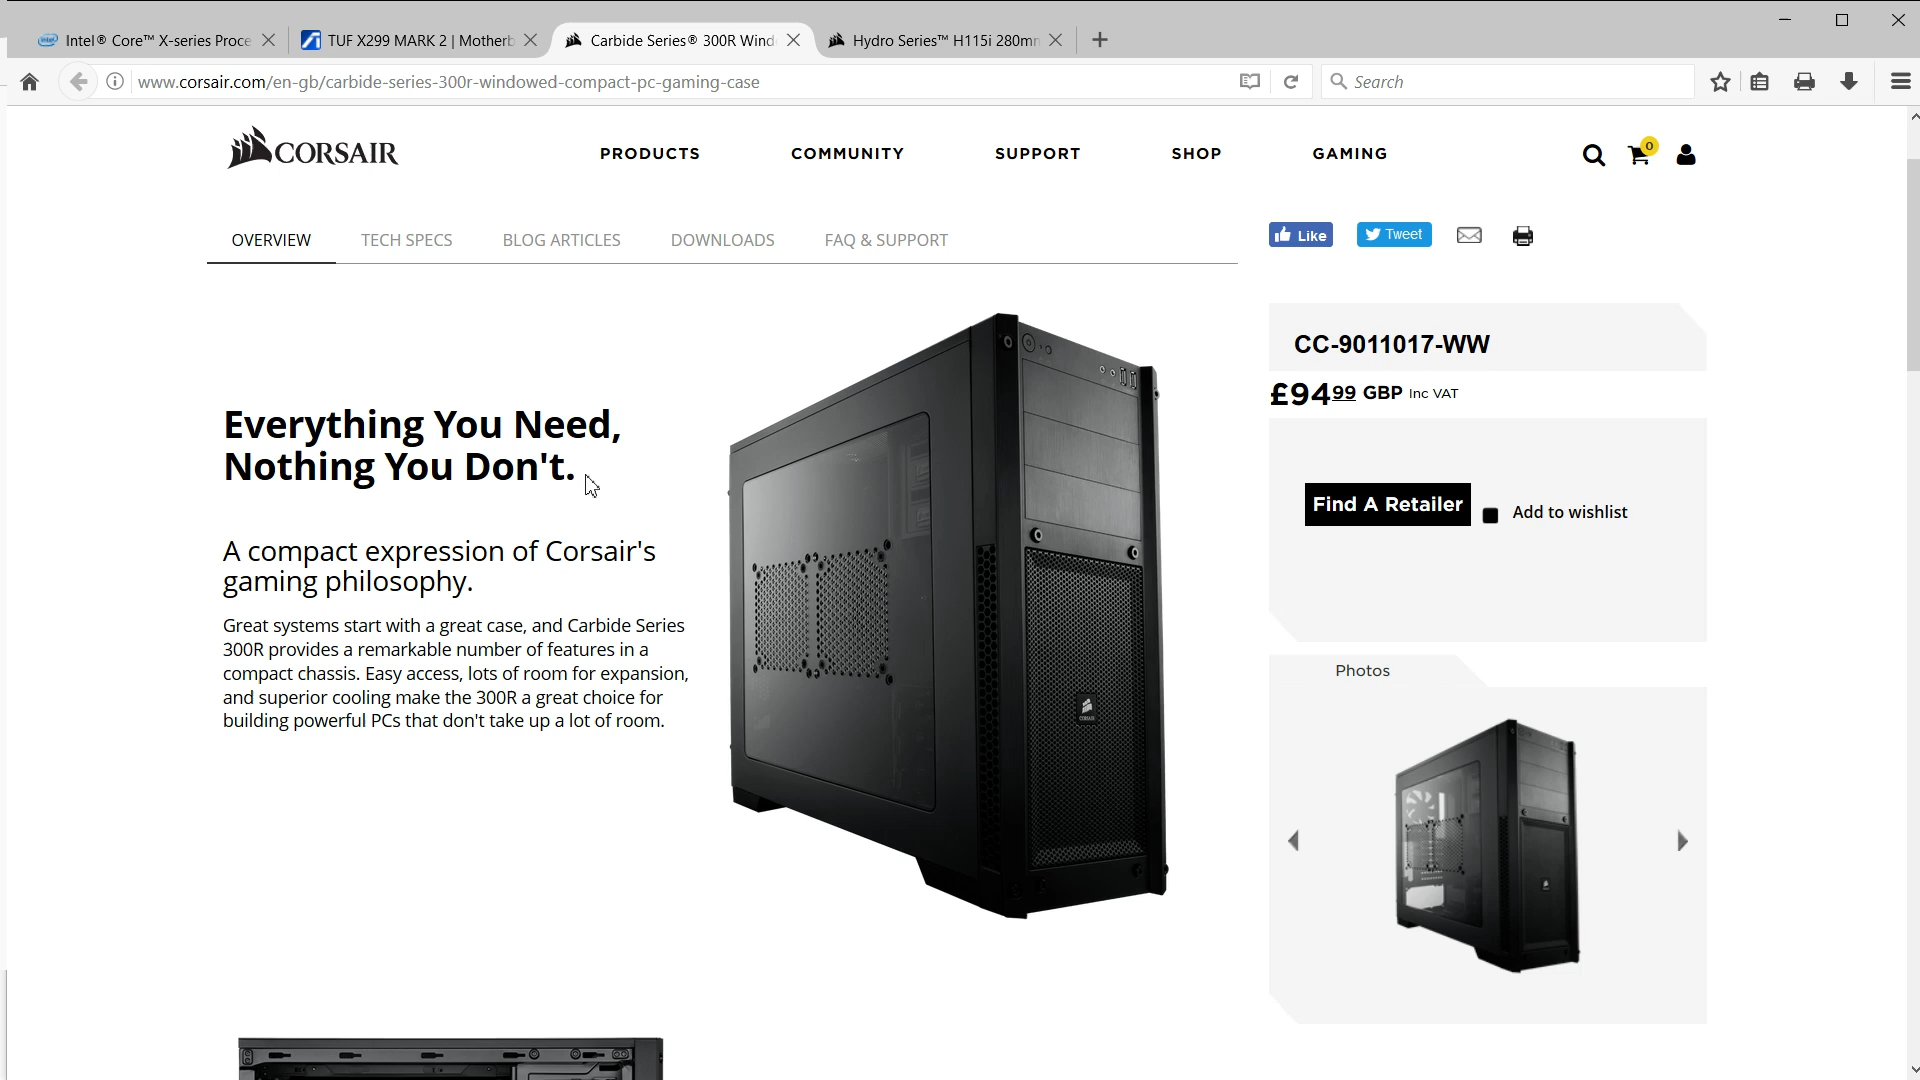 Intel® Core™ X-series Proce
TUF X299 MARK 2 | Motherb
Carbide Series® 300R Wind
Hydro Series™ H115i 280mm
www.corsair.com/en-gb/carbide-series-300r-windowed-compact-pc-gaming-case
Search
CORSAIR
PRODUCTS
COMMUNITY
SUPPORT
SHOP
GAMING
0
OVERVIEW
TECH SPECS
BLOG ARTICLES
DOWNLOADS
FAQ & SUPPORT
Like
Tweet
CC-9011017-WW
£94.99 GBP Inc VAT
Everything You Need,
Nothing You Don't.
A compact expression of Corsair's
gaming philosophy.
Great systems start with a great case, and Carbide Series
300R provides a remarkable number of features in a
compact chassis. Easy access, lots of room for expansion,
and superior cooling make the 300R a great choice for
building powerful PCs that don't take up a lot of room.
Find A Retailer
Add to wishlist
Photos
CORSAIR